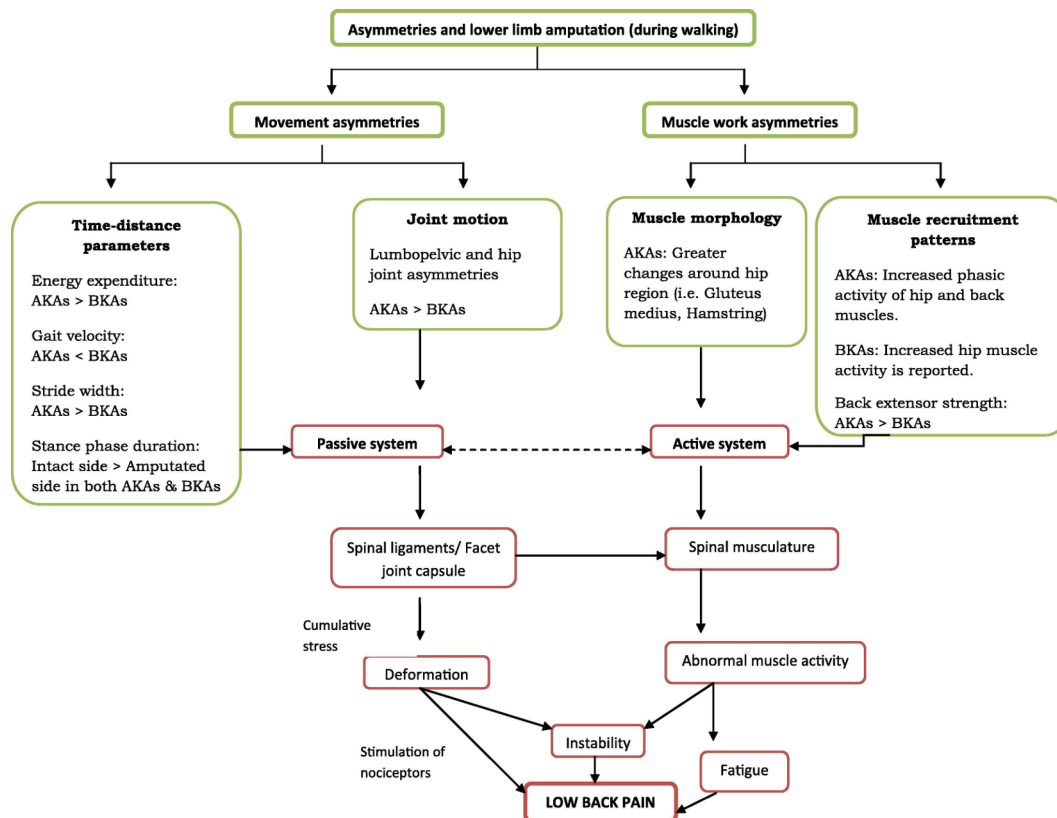 Asymmetries and lower limb amputation (during walking)
Movement asymmetries
Muscle work asymmetries
Time-distance
parameters
Energy expenditure:
AKAs > BKAs
Gait velocity:
AKAs < BKAs
Stride width:
AKAs > BKAs
Stance phase duration:
Intact side > Amputated
side in both AKAs & BKAs
Joint motion
Lumbopelvic and hip
joint asymmetries
AKAs > BKAs
Muscle morphology
AKAs: Greater
changes around hip
region (i.e. Gluteus
medius, Hamstring)
Muscle recruitment
patterns
AKAs: Increased phasic
activity of hip and back
muscles.
BKAs: Increased hip muscle
activity is reported.
Back extensor strength:
AKAs > BKAs
Passive system
Active system
Spinal ligaments/ Facet
joint capsule
Spinal musculature
Cumulative
stress
Deformation
Abnormal muscle activity
Stimulation of
nociceptors
Instability
Fatigue
LOW BACK PAIN